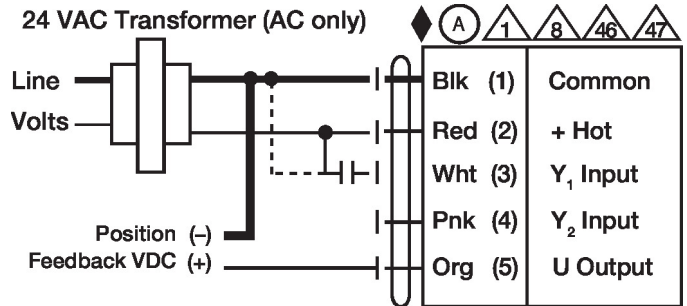 24 VAC Transformer (AC only)
A 1 8 46 47
Line
Volts
Blk (1) Common
Red (2) + Hot
Wht (3) Y₁ Input
Pnk (4) Y₂ Input
Org (5) U Output
Position (–)
Feedback VDC (+)